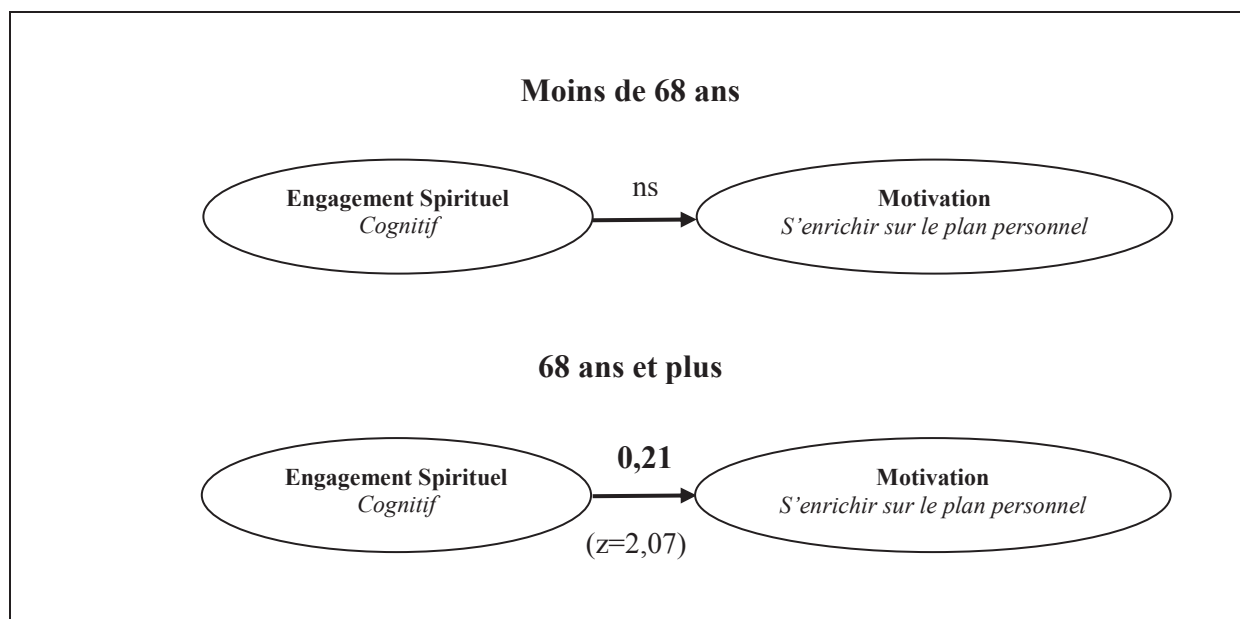 Moins de 68 ans
Engagement Spirituel
Cognitif
ns
Motivation
S'enrichir sur le plan personnel
68 ans et plus
Engagement Spirituel
Cognitif
0,21
(z=2,07)
Motivation
S'enrichir sur le plan personnel